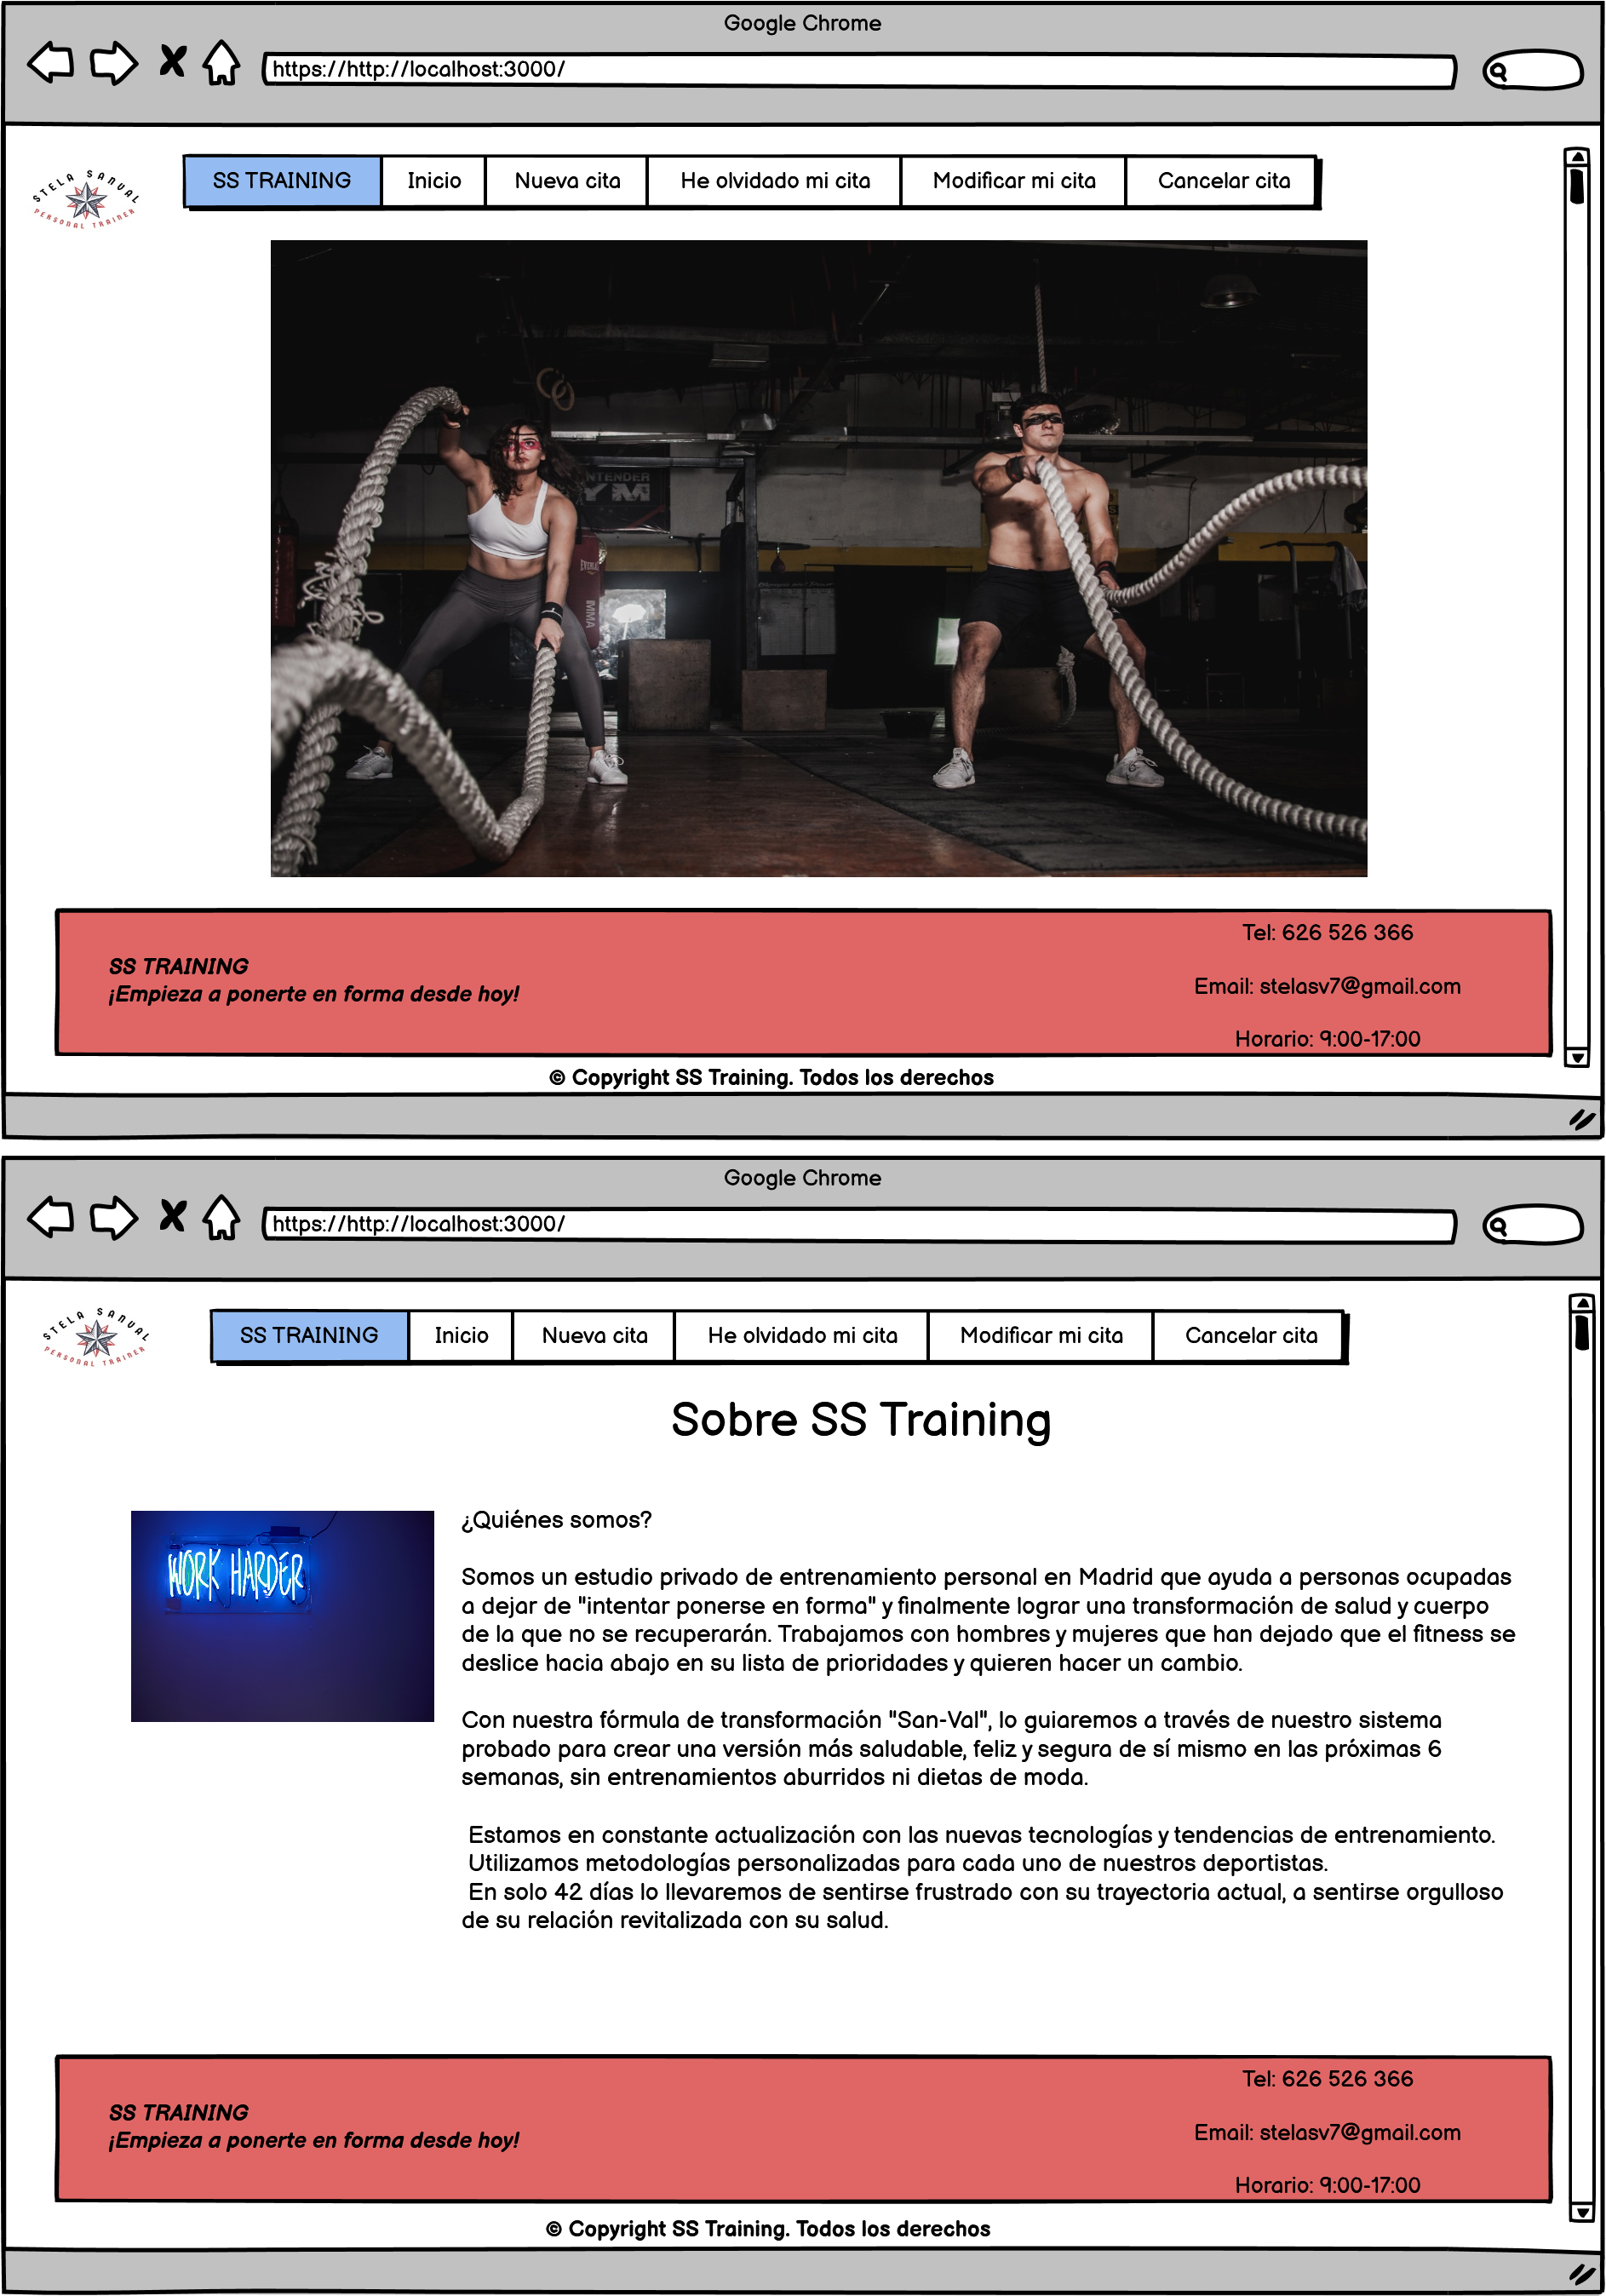 Google Chrome
https://http://localhost:3000/
STELA SANVAL
PERSONAL TRAINER
SS TRAINING Inicio Nueva cita He olvidado mi cita Modificar mi cita Cancelar cita
NTENDER
YM
EVERLAST
MMA
Tel: 626 526 366
SS TRAINING
¡Empieza a ponerte en forma desde hoy!
Email: stelasv7@gmail.com
Horario: 9:00-17:00
© Copyright SS Training. Todos los derechos
Google Chrome
https://http://localhost:3000/
STELA SANVAL
PERSONAL TRAINER
SS TRAINING Inicio Nueva cita He olvidado mi cita Modificar mi cita Cancelar cita
Sobre SS Training
WORK HARDER
¿Quiénes somos?
Somos un estudio privado de entrenamiento personal en Madrid que ayuda a personas ocupadas
a dejar de "intentar ponerse en forma" y finalmente lograr una transformación de salud y cuerpo
de la que no se recuperarán. Trabajamos con hombres y mujeres que han dejado que el fitness se
deslice hacia abajo en su lista de prioridades y quieren hacer un cambio.
Con nuestra fórmula de transformación "San-Val", lo guiaremos a través de nuestro sistema
probado para crear una versión más saludable, feliz y segura de sí mismo en las próximas 6
semanas, sin entrenamientos aburridos ni dietas de moda.
Estamos en constante actualización con las nuevas tecnologías y tendencias de entrenamiento.
Utilizamos metodologías personalizadas para cada uno de nuestros deportistas.
En solo 42 días lo llevaremos de sentirse frustrado con su trayectoria actual, a sentirse orgulloso
de su relación revitalizada con su salud.
Tel: 626 526 366
SS TRAINING
¡Empieza a ponerte en forma desde hoy!
Email: stelasv7@gmail.com
Horario: 9:00-17:00
© Copyright SS Training. Todos los derechos